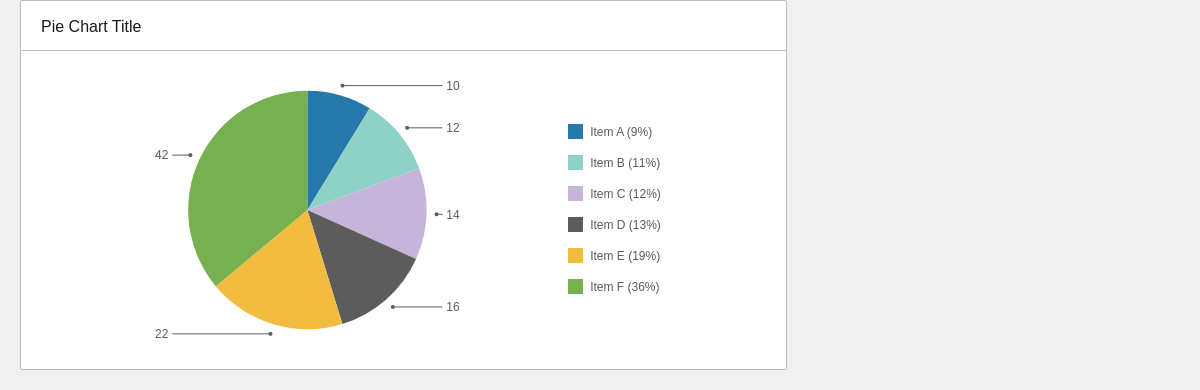 Pie Chart Title
10
12
14
16
22
42
Item A (9%)
Item B (11%)
Item C (12%)
Item D (13%)
Item E (19%)
Item F (36%)